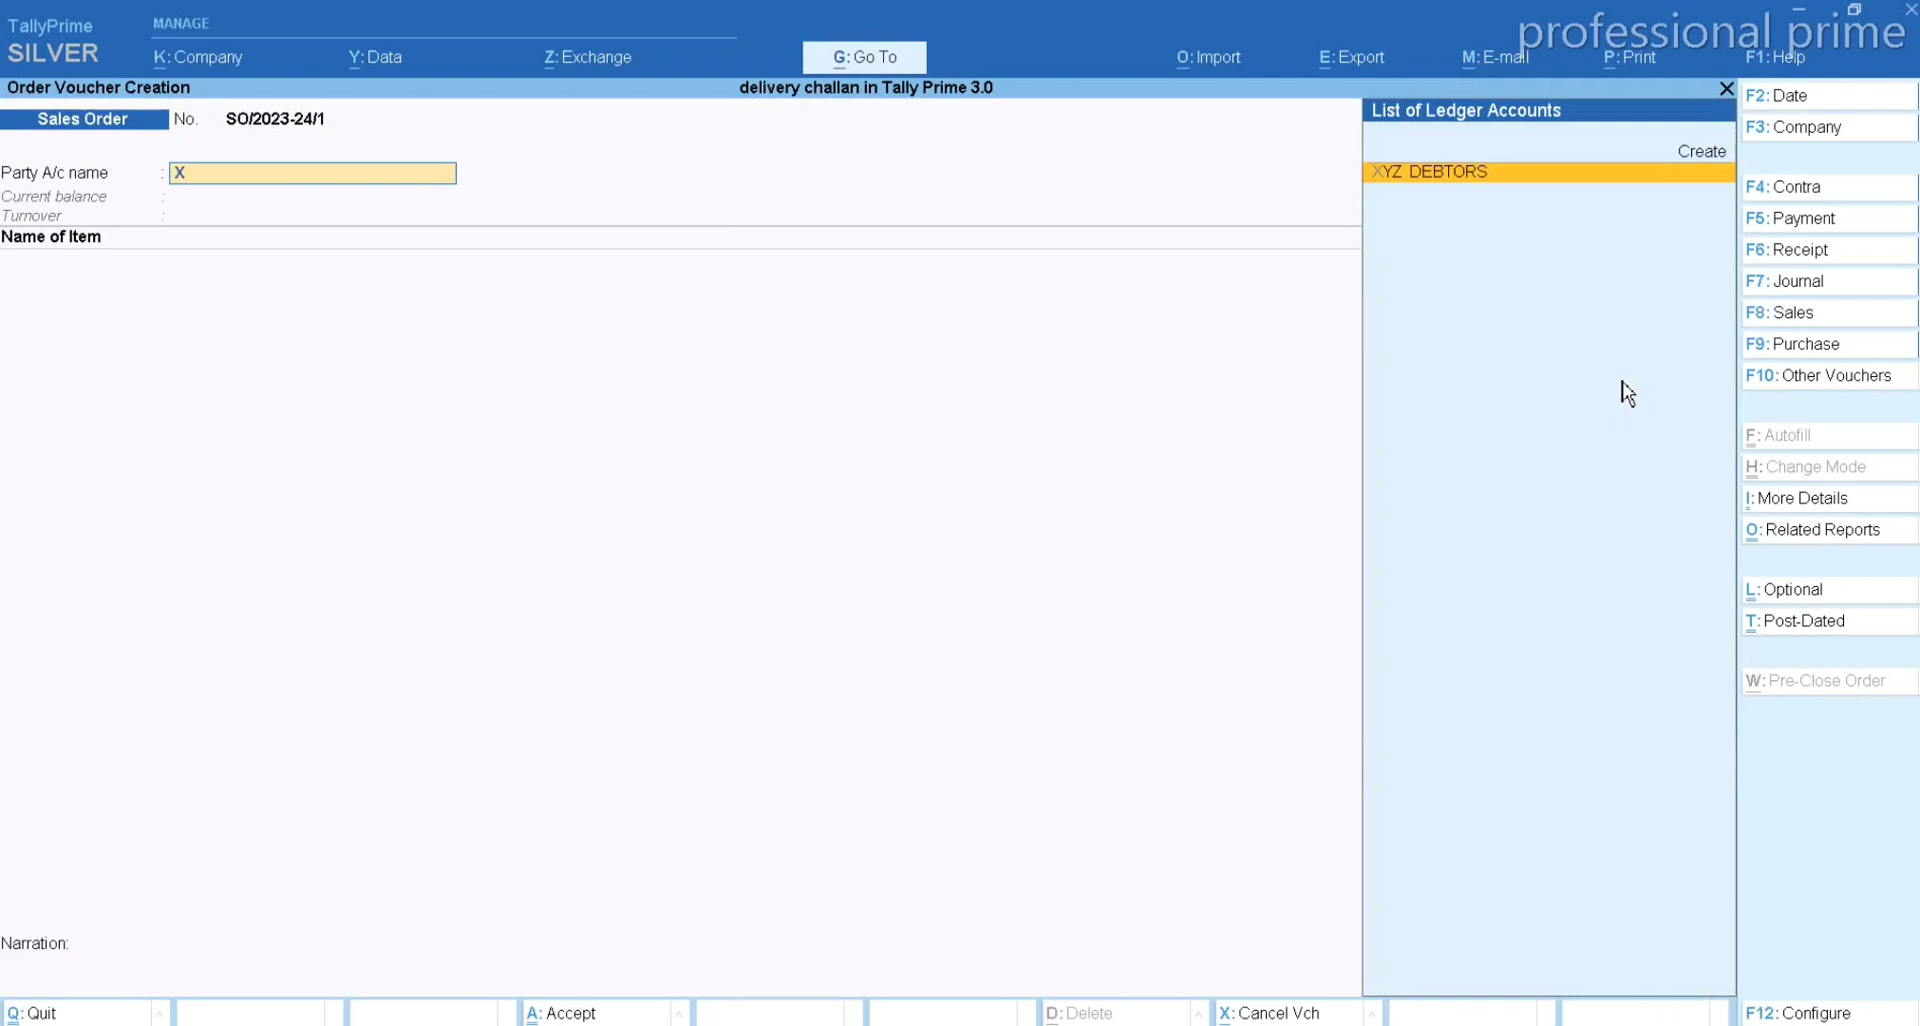 TallyPrime
SILVER
MANAGE
K: Company
Y: Data
Z: Exchange
G: Go To
O: Import
E: Export
M: E-mail
P: Print
F1: Help
professional prime
Order Voucher Creation
delivery challan in Tally Prime 3.0
Sales Order No. SO/2023-24/1
Party A/c name : X
Current balance :
Turnover :
Name of Item
Narration:
List of Ledger Accounts
Create
XYZ DEBTORS
F2: Date
F3: Company
F4: Contra
F5: Payment
F6: Receipt
F7: Journal
F8: Sales
F9: Purchase
F10: Other Vouchers
F: Autofill
H: Change Mode
I: More Details
O: Related Reports
L: Optional
T: Post-Dated
W: Pre-Close Order
Q: Quit
A: Accept
D: Delete
X: Cancel Vch
F12: Configure